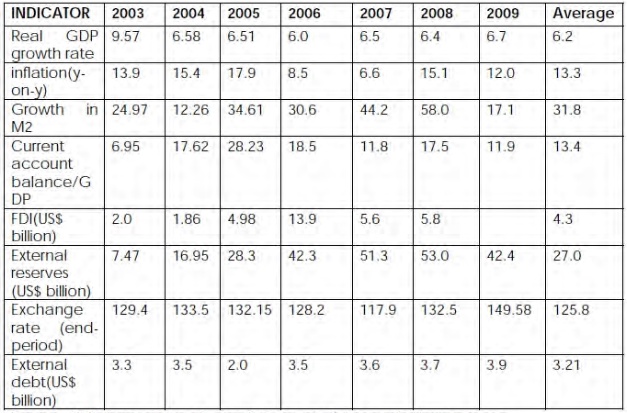 INDICATOR 2003 2004 2005 2006 2007 2008 2009 Average
Real GDP growth rate 9.57 6.58 6.51 6.0 6.5 6.4 6.7 6.2
inflation(y-on-y) 13.9 15.4 17.9 8.5 6.6 15.1 12.0 13.3
Growth in M2 24.97 12.26 34.61 30.6 44.2 58.0 17.1 31.8
Current account balance/GDP 6.95 17.62 28.23 18.5 11.8 17.5 11.9 13.4
FDI(US$ billion) 2.0 1.86 4.98 13.9 5.6 5.8 4.3
External reserves (US$ billion) 7.47 16.95 28.3 42.3 51.3 53.0 42.4 27.0
Exchange rate (end-period) 129.4 133.5 132.15 128.2 117.9 132.5 149.58 125.8
External debt(US$ billion) 3.3 3.5 2.0 3.5 3.6 3.7 3.9 3.21